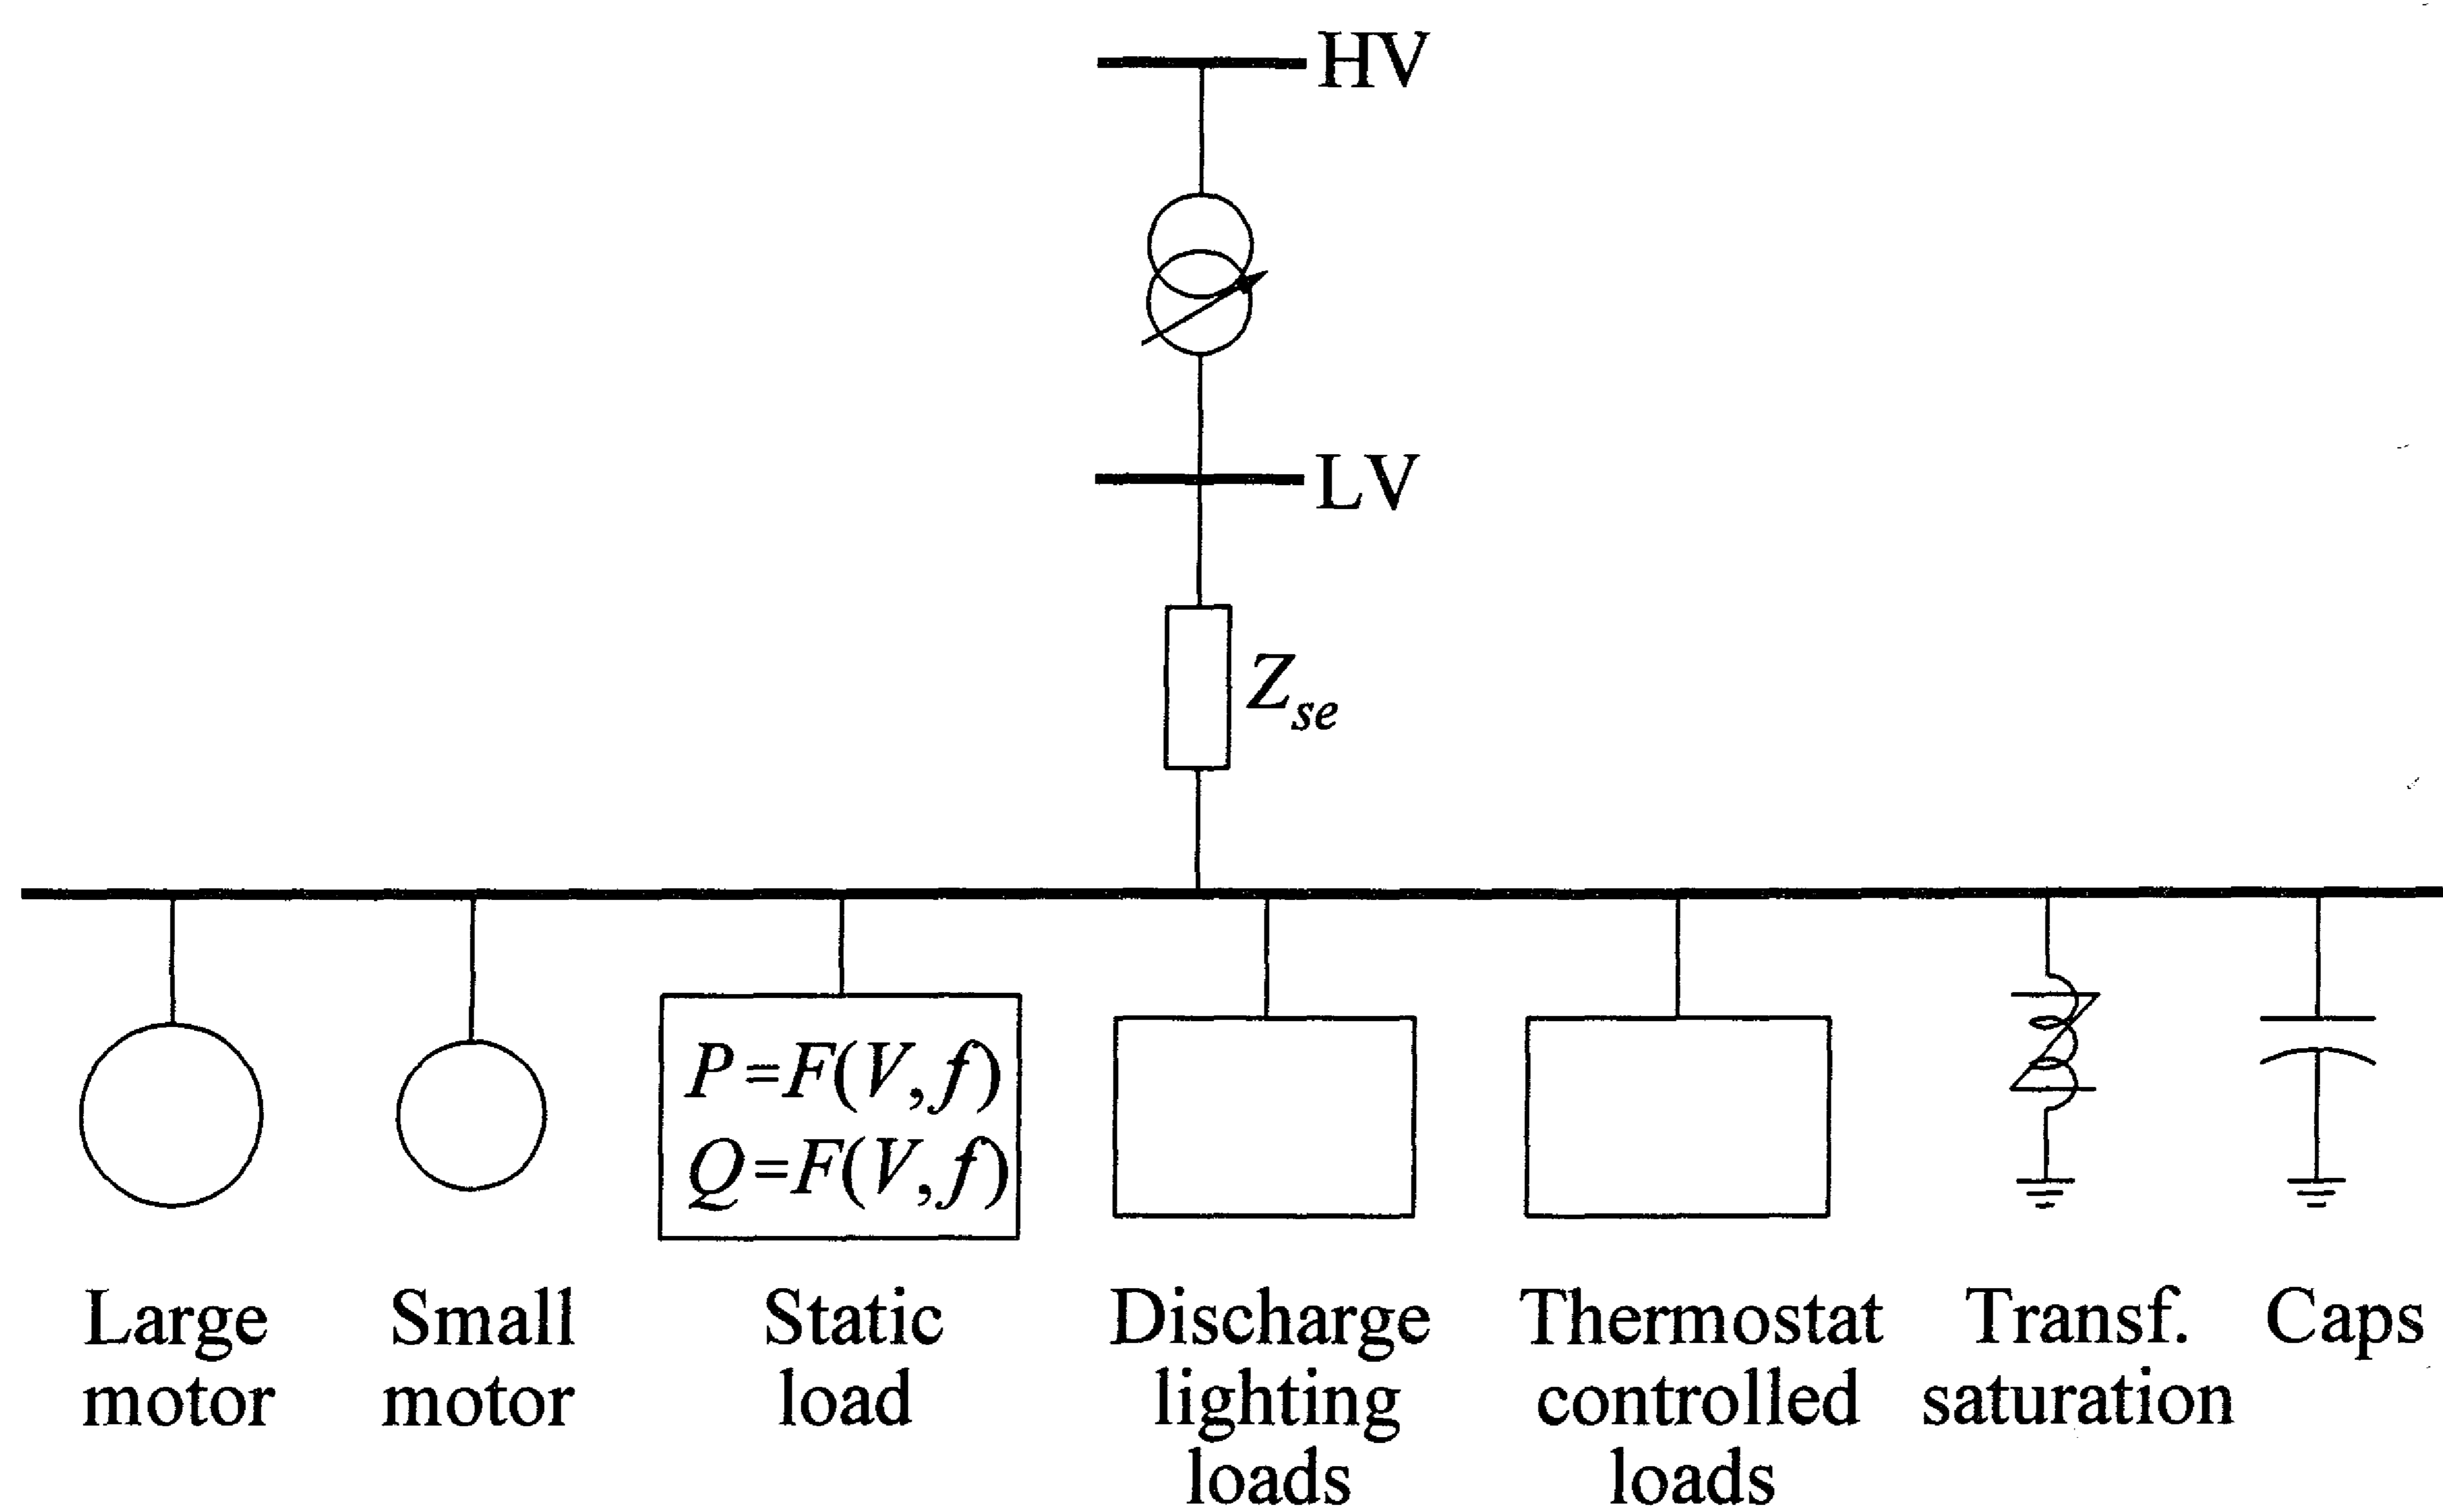 HV
LV
Z_se
P=F(V,f)
Q=F(V,f)
Large
motor
Small
motor
Static
load
Discharge
lighting
loads
Thermostat
controlled
loads
Transf.
saturation
Caps